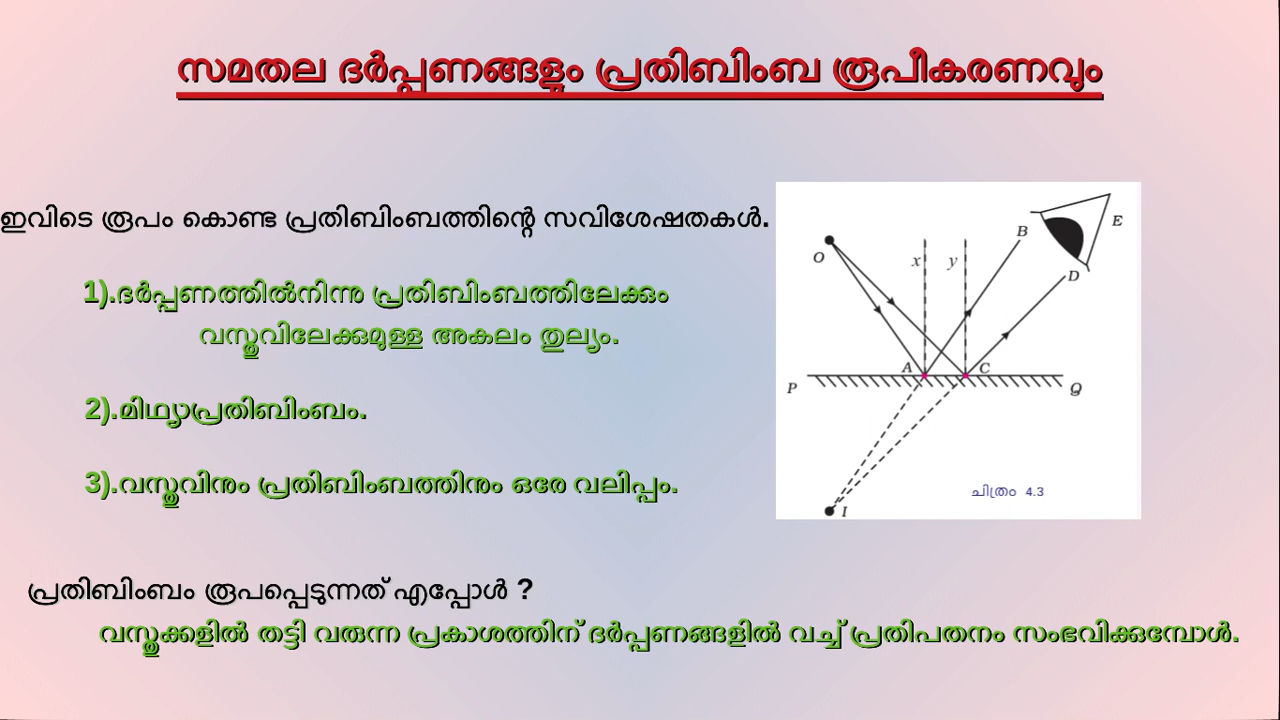 സമതല ദർപ്പണങ്ങളും പ്രതിബിംബ രൂപീകരണവും
ഇവിടെ രൂപം കൊണ്ട പ്രതിബിംബത്തിന്റെ സവിശേഷതകൾ.
1).ദർപ്പണത്തിൽനിന്നു പ്രതിബിംബത്തിലേക്കും
വസ്തുവിലേക്കുമുള്ള അകലം തുല്യം.
2).മിഥ്യാപ്രതിബിംബം.
3).വസ്തുവിനും പ്രതിബിംബത്തിനും ഒരേ വലിപ്പം.
O
x
y
B
E
D
A
C
P
Q
I
ചിത്രം 4.3
പ്രതിബിംബം രൂപപ്പെടുന്നത് എപ്പോൾ ?
വസ്തുക്കളിൽ തട്ടി വരുന്ന പ്രകാശത്തിന് ദർപ്പണങ്ങളിൽ വച്ച് പ്രതിപതനം സംഭവിക്കുമ്പോൾ.